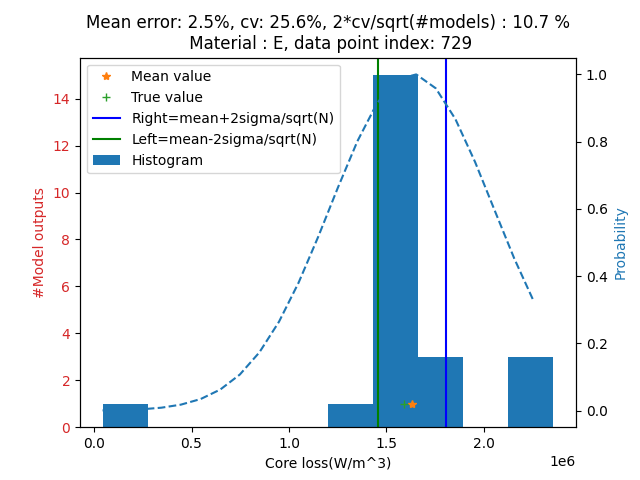 Mean error: 2.5%, cv: 25.6%, 2*cv/sqrt(#models) : 10.7 %
Material : E, data point index: 729
Mean value
True value
Right=mean+2sigma/sqrt(N)
Left=mean-2sigma/sqrt(N)
Histogram
#Model outputs
14
12
10
8
6
4
2
0
Probability
1.0
0.8
0.6
0.4
0.2
0.0
0.0 0.5 1.0 1.5 2.0
1e6
Core loss(W/m^3)